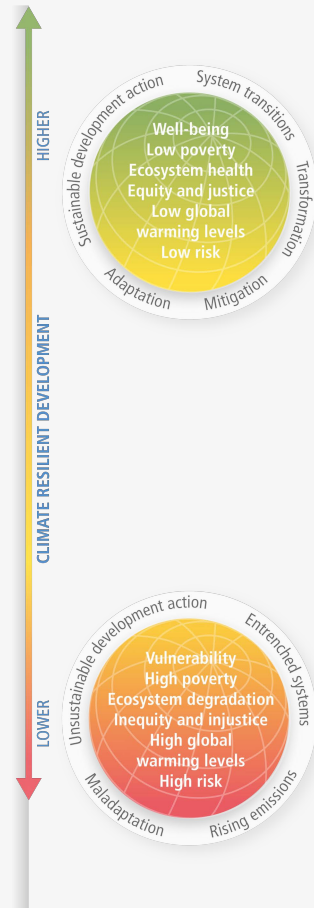 HIGHER
CLIMATE RESILIENT DEVELOPMENT
LOWER
Sustainable development action
System transitions
Transformation
Mitigation
Adaptation
Well-being
Low poverty
Ecosystem health
Equity and justice
Low global
warming levels
Low risk
Unsustainable development action
Entrenched systems
Rising emissions
Maladaptation
Vulnerability
High poverty
Ecosystem degradation
Inequity and injustice
High global
warming levels
High risk